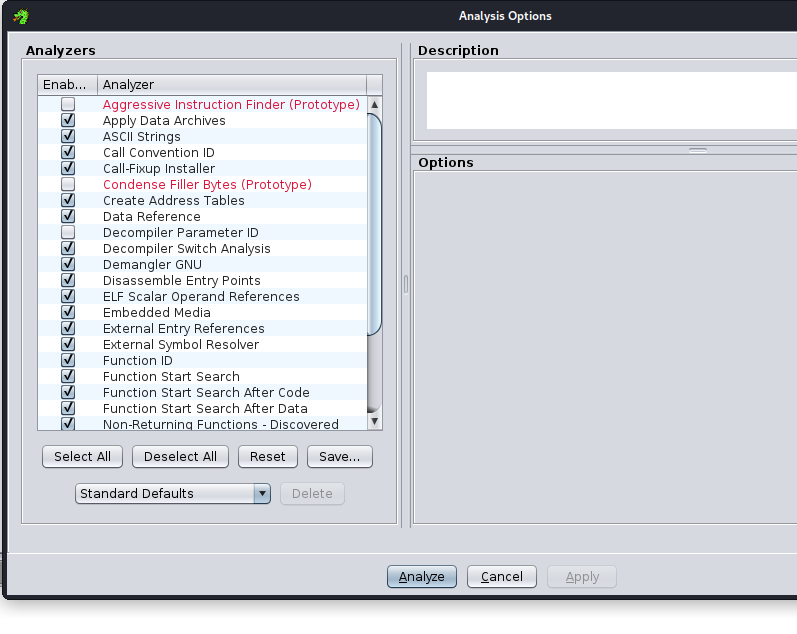 Analysis Options
Analyzers
Enab... Analyzer
Aggressive Instruction Finder (Prototype)
Apply Data Archives
ASCII Strings
Call Convention ID
Call-Fixup Installer
Condense Filler Bytes (Prototype)
Create Address Tables
Data Reference
Decompiler Parameter ID
Decompiler Switch Analysis
Demangler GNU
Disassemble Entry Points
ELF Scalar Operand References
Embedded Media
External Entry References
External Symbol Resolver
Function ID
Function Start Search
Function Start Search After Code
Function Start Search After Data
Non-Returning Functions - Discovered
Select All Deselect All Reset Save...
Standard Defaults Delete
Description
Options
Analyze Cancel Apply